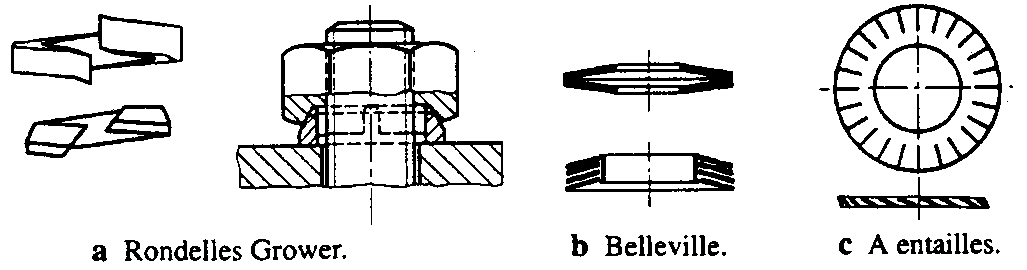 a Rondelles Grower.
b Belleville.
c A entailles.